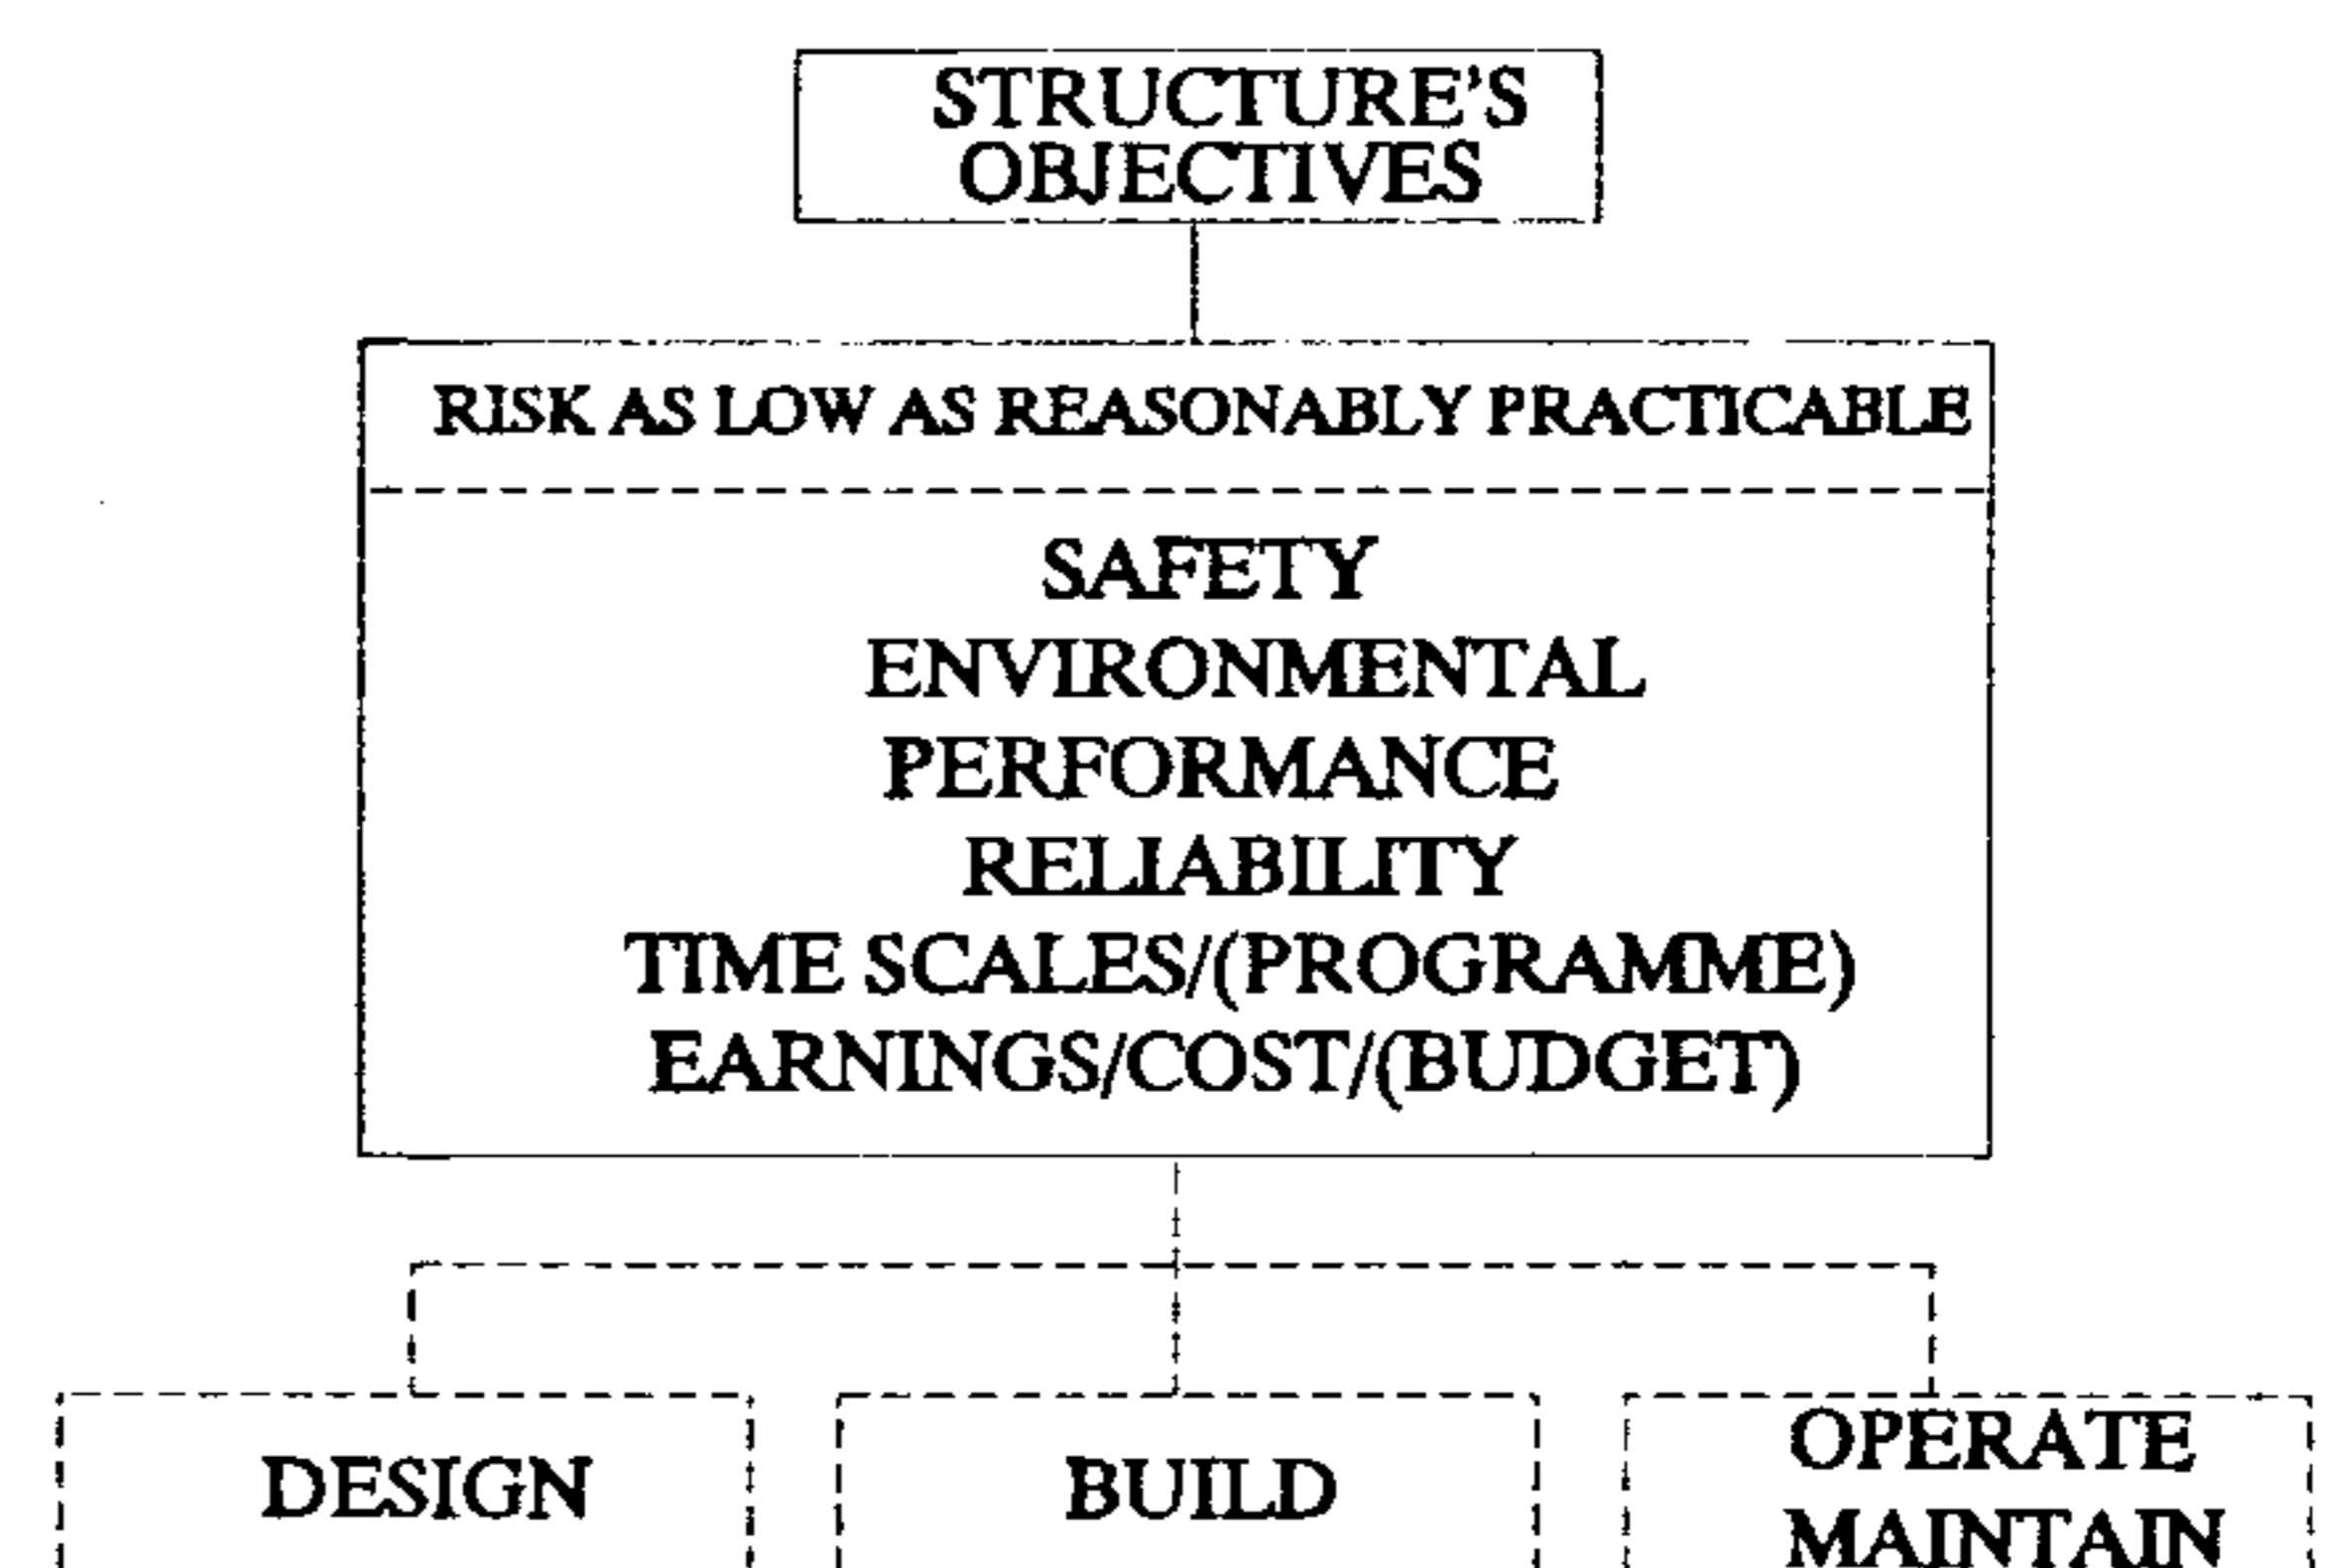 STRUCTURE'S
OBJECTIVES
RISK AS LOW AS REASONABLY PRACTICABLE
SAFETY
ENVIRONMENTAL
PERFORMANCE
RELIABILITY
TIME SCALES/(PROGRAMME)
EARNINGS/COST/(BUDGET)
DESIGN
BUILD
OPERATE
MAINTAIN